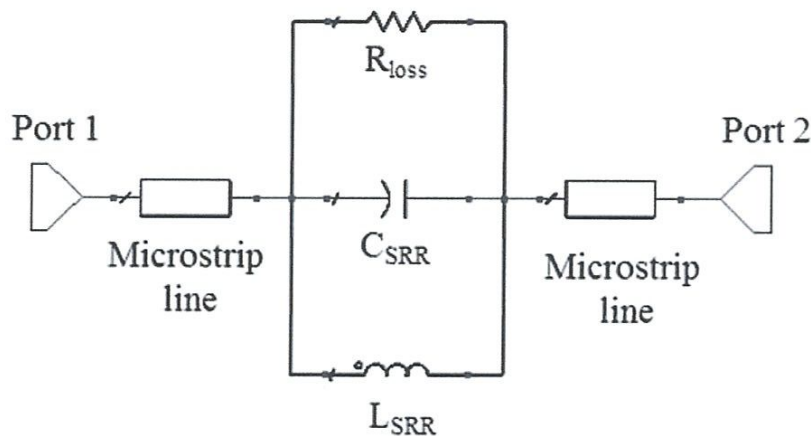 R_loss
Port 1
Port 2
C_SRR
Microstrip
line
Microstrip
line
L_SRR